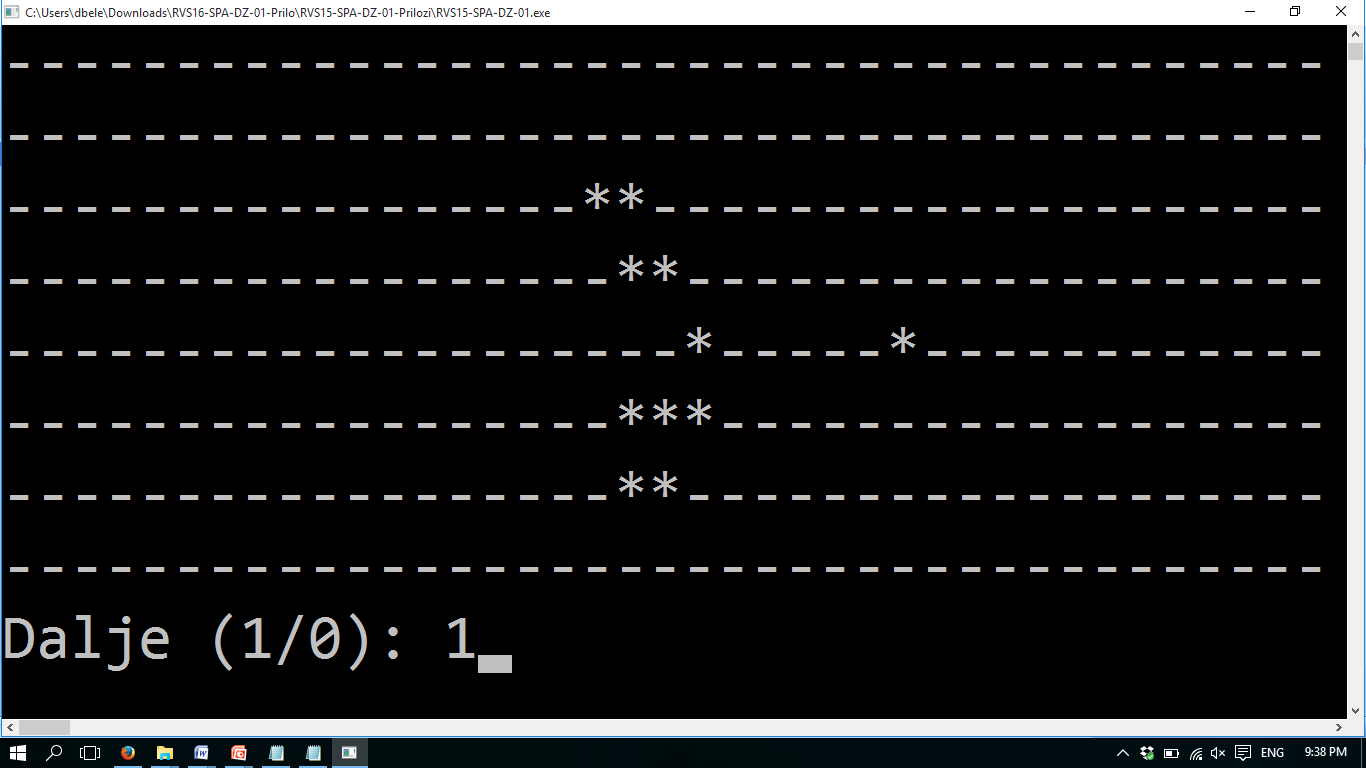 C:\Users\dbele\Downloads\RVS16-SPA-DZ-01-Prilo\RVS15-SPA-DZ-01-Prilozi\RVS15-SPA-DZ-01.exe
---------------------------------------
---------------------------------------
-----------------**--------------------
------------------**-------------------
--------------------*-----*------------
------------------***------------------
------------------**-------------------
---------------------------------------
Dalje (1/0): 1
ENG
9:38 PM